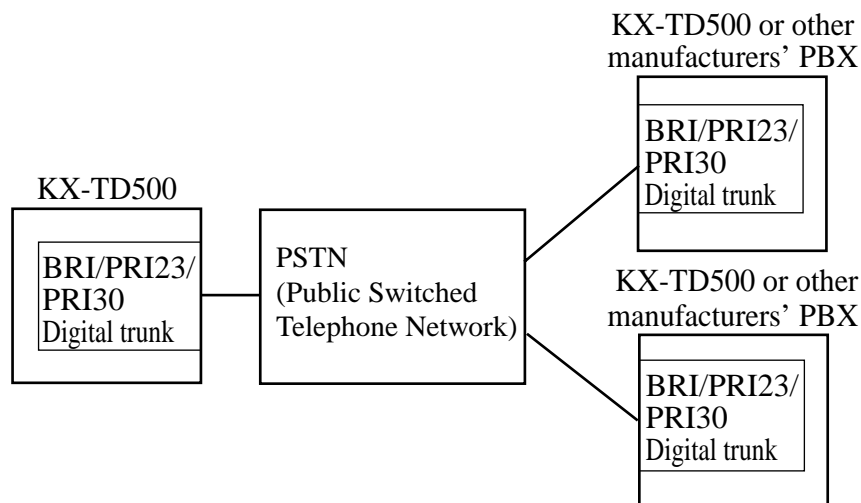 KX-TD500
BRI/PRI23/
PRI30
Digital trunk
PSTN
(Public Switched
Telephone Network)
KX-TD500 or other
manufacturers’ PBX
BRI/PRI23/
PRI30
Digital trunk
KX-TD500 or other
manufacturers’ PBX
BRI/PRI23/
PRI30
Digital trunk